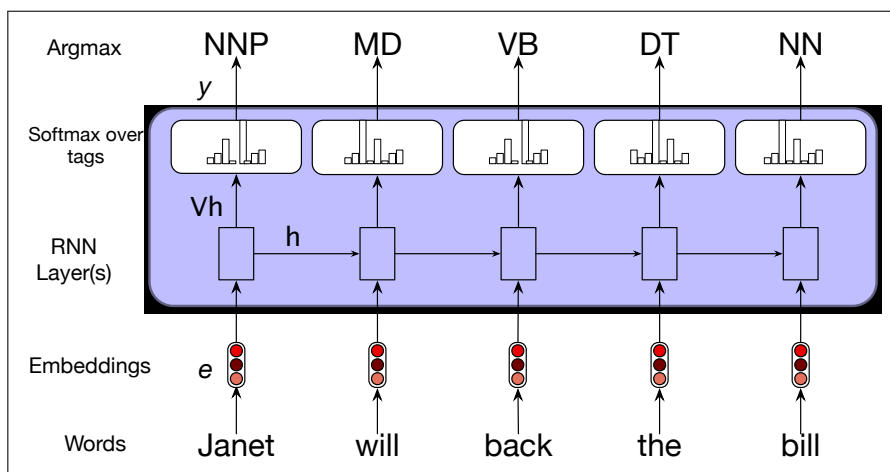 Argmax NNP MD VB DT NN
y
Softmax over
tags
Vh
h
RNN
Layer(s)
Embeddings e
Words Janet will back the bill